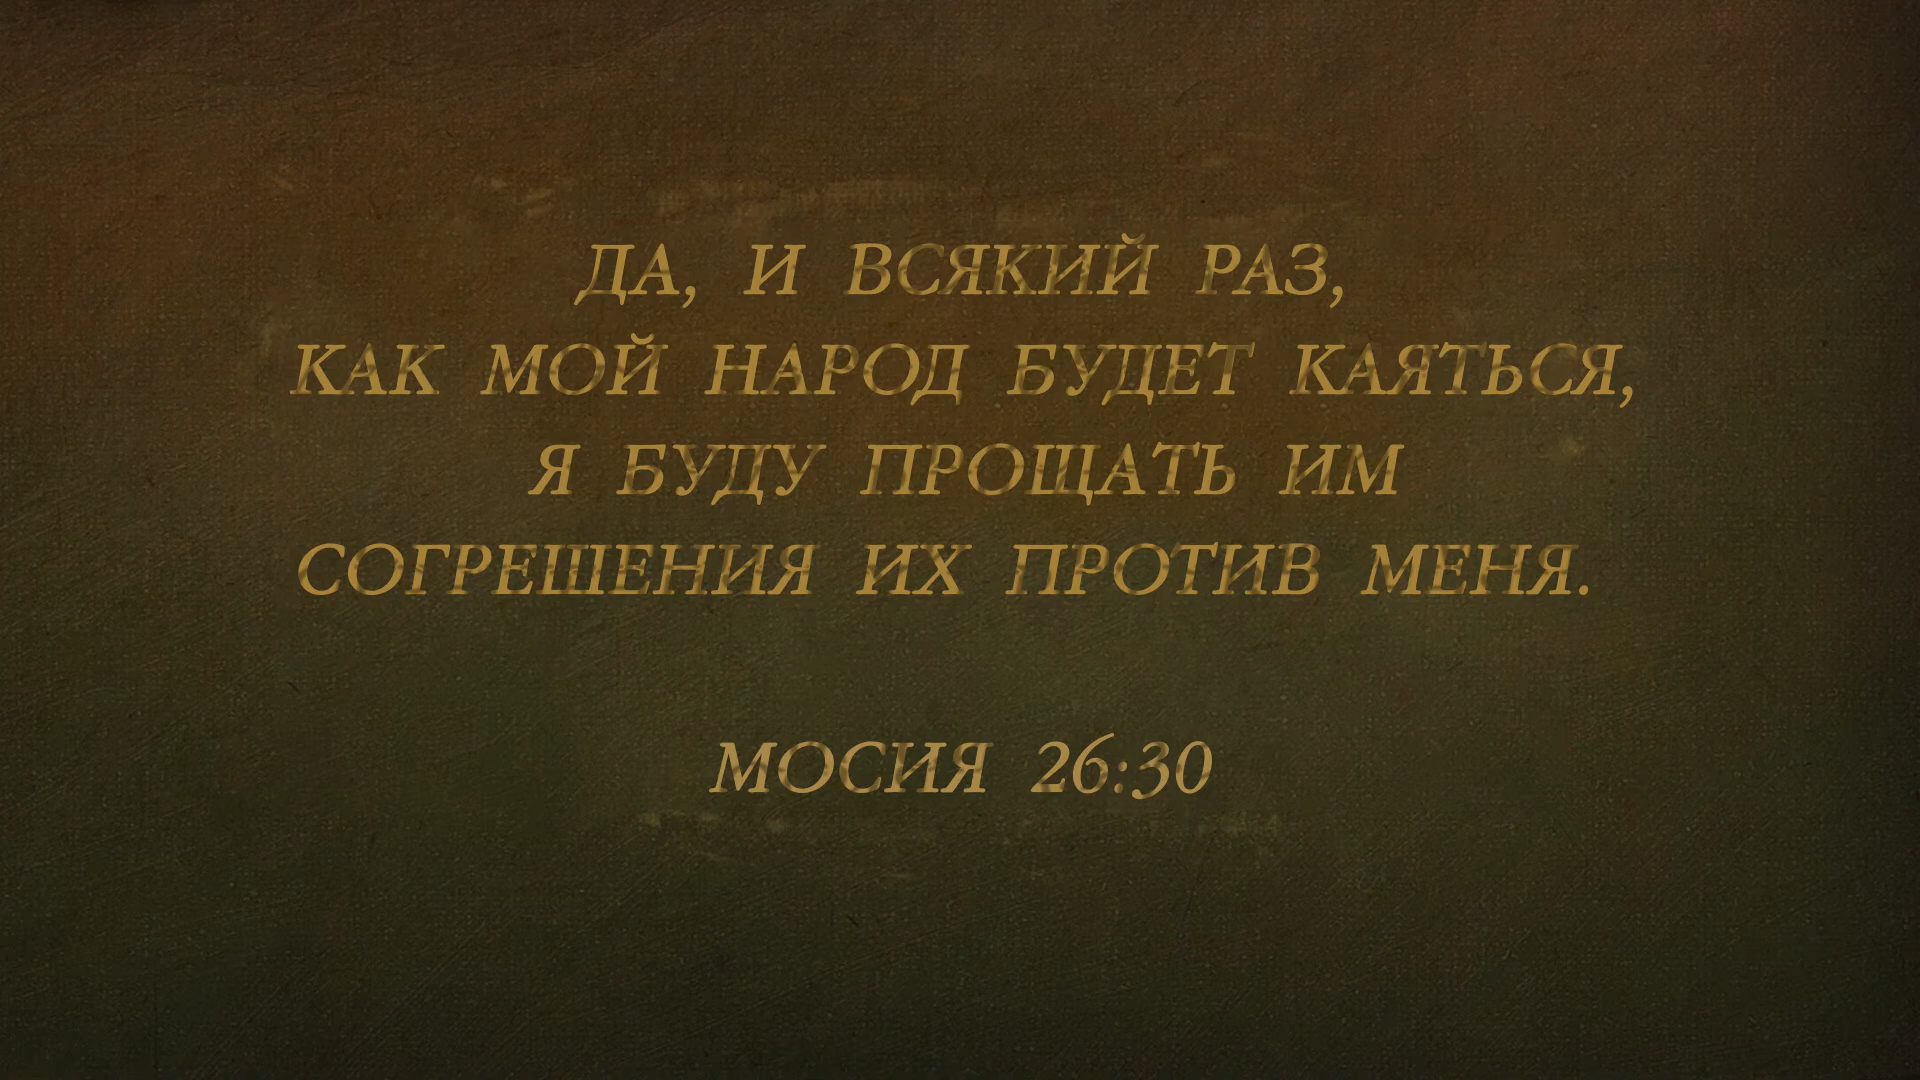 ДА, И ВСЯКИЙ РАЗ,
КАК МОЙ НАРОД БУДЕТ КАЯТЬСЯ,
Я БУДУ ПРОЩАТЬ ИМ
СОГРЕШЕНИЯ ИХ ПРОТИВ МЕНЯ.
МОСИЯ 26:30